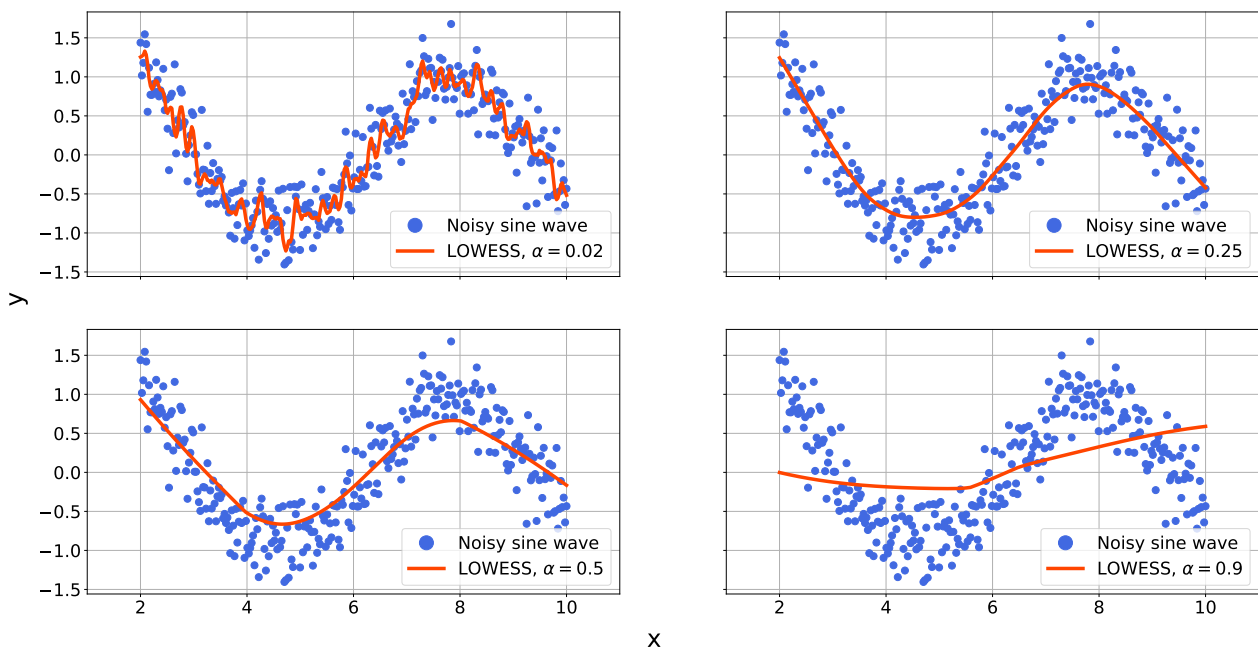 1.5
1.0
0.5
0.0
−0.5
−1.0
−1.5
Noisy sine wave
LOWESS, α = 0.02
Noisy sine wave
LOWESS, α = 0.25
y
1.5
1.0
0.5
0.0
−0.5
−1.0
−1.5
Noisy sine wave
LOWESS, α = 0.5
2 4 6 8 10
Noisy sine wave
LOWESS, α = 0.9
2 4 6 8 10
x